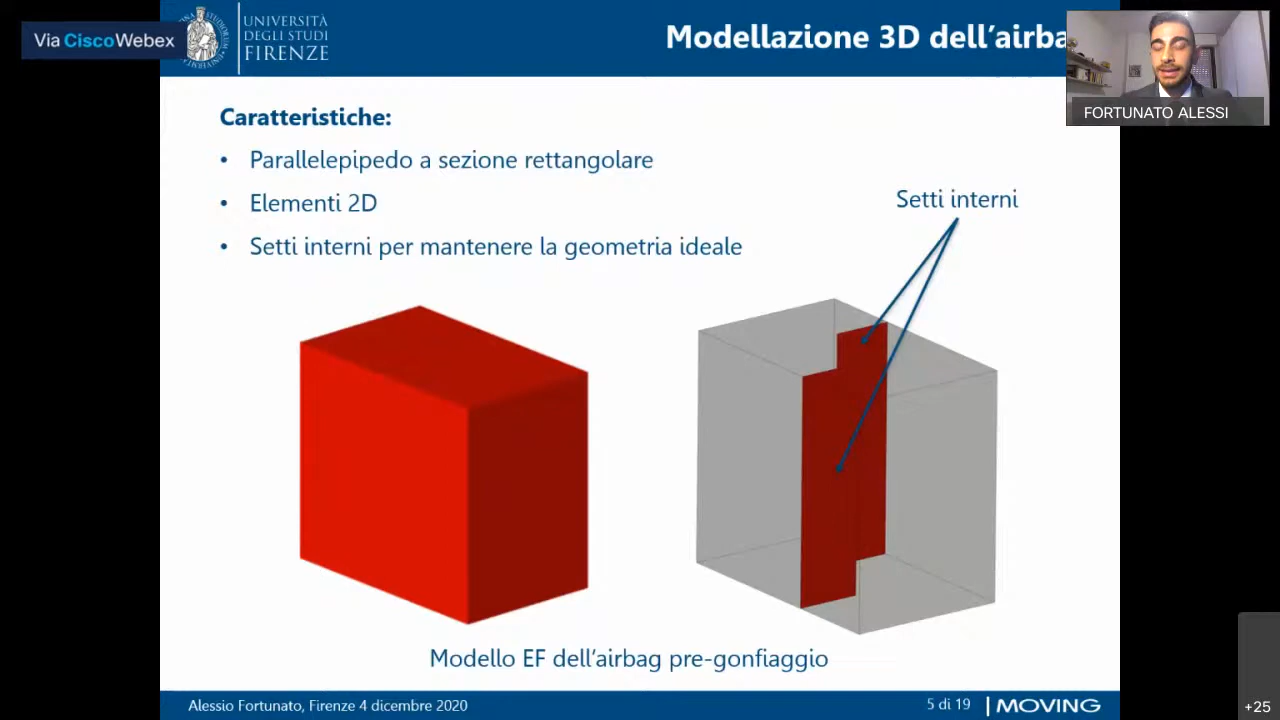 Via Cisco Webex
UNIVERSITÀ
DEGLI STUDI
FIRENZE
Modellazione 3D dell'airba
FORTUNATO ALESSI
Caratteristiche:
• Parallelepipedo a sezione rettangolare
• Elementi 2D
• Setti interni per mantenere la geometria ideale
Setti interni
Modello EF dell'airbag pre-gonfiaggio
Alessio Fortunato, Firenze 4 dicembre 2020
5 di 19
MOVING
+25